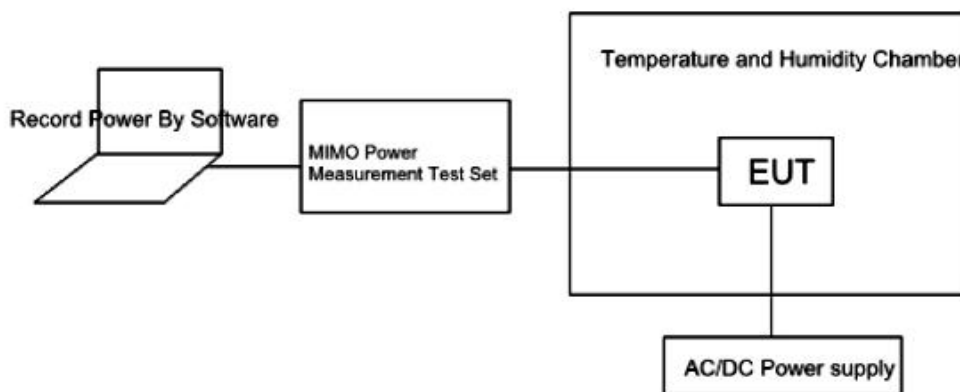 Temperature and Humidity Chamber
Record Power By Software
MIMO Power
Measurement Test Set
EUT
AC/DC Power supply